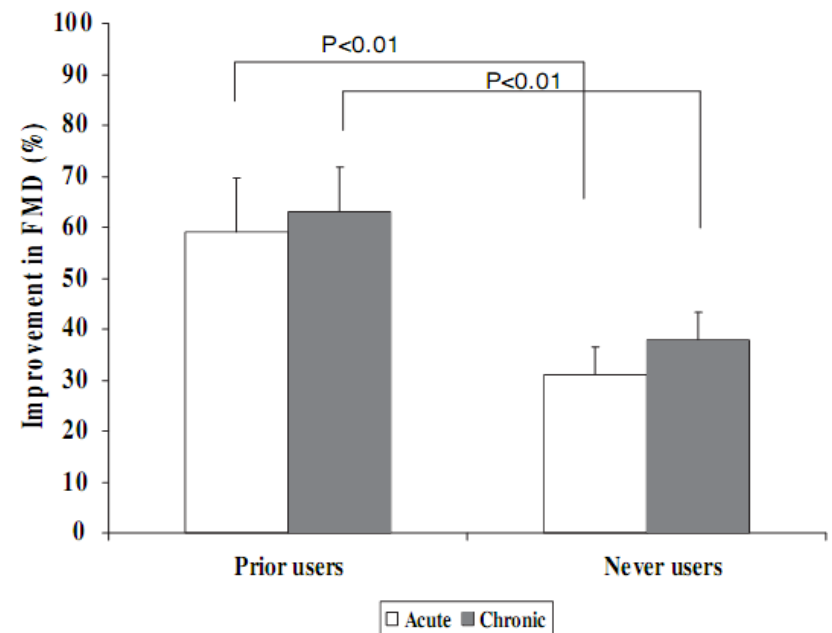 100
90
80
70
60
50
40
30
20
10
0
Improvement in FMD (%)
P<0.01
P<0.01
Prior users
Never users
Acute Chronic